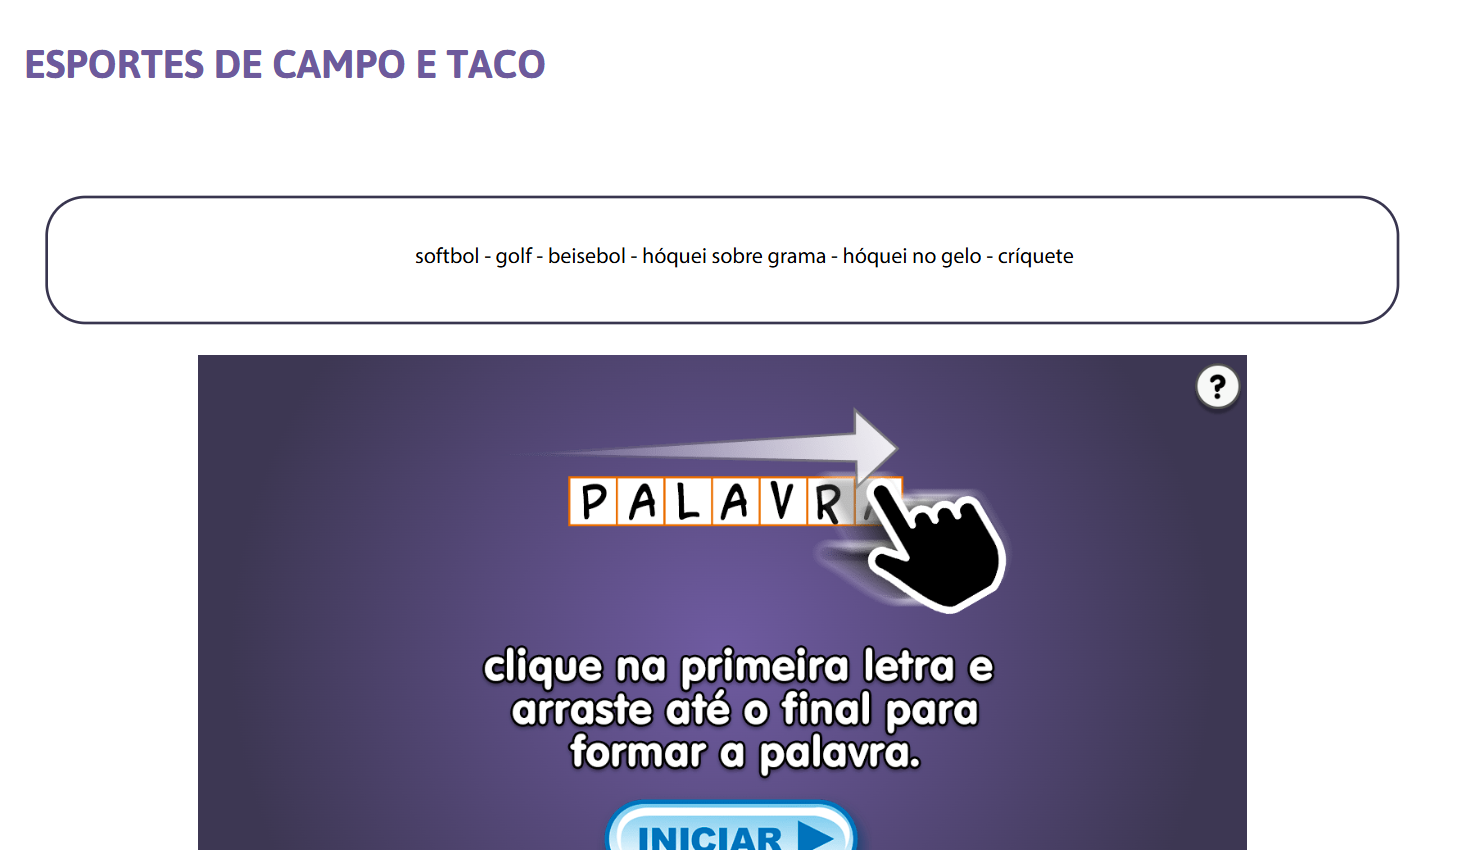 ESPORTES DE CAMPO E TACO
softbol - golf - beisebol - hóquei sobre grama - hóquei no gelo - críquete
?
PALAVRA
clique na primeira letra e
arraste até o final para
formar a palavra.
INICIAR